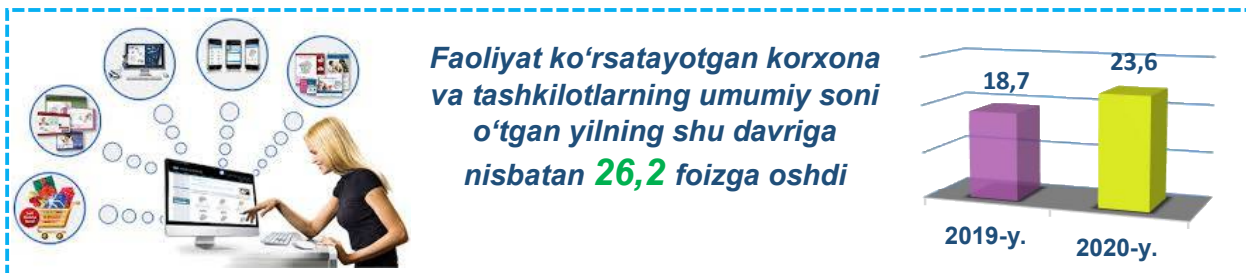 Faoliyat ko‘rsatayotgan korxona
va tashkilotlarning umumiy soni
o‘tgan yilning shu davriga
nisbatan 26,2 foizga oshdi
18,7
23,6
2019-y.
2020-y.